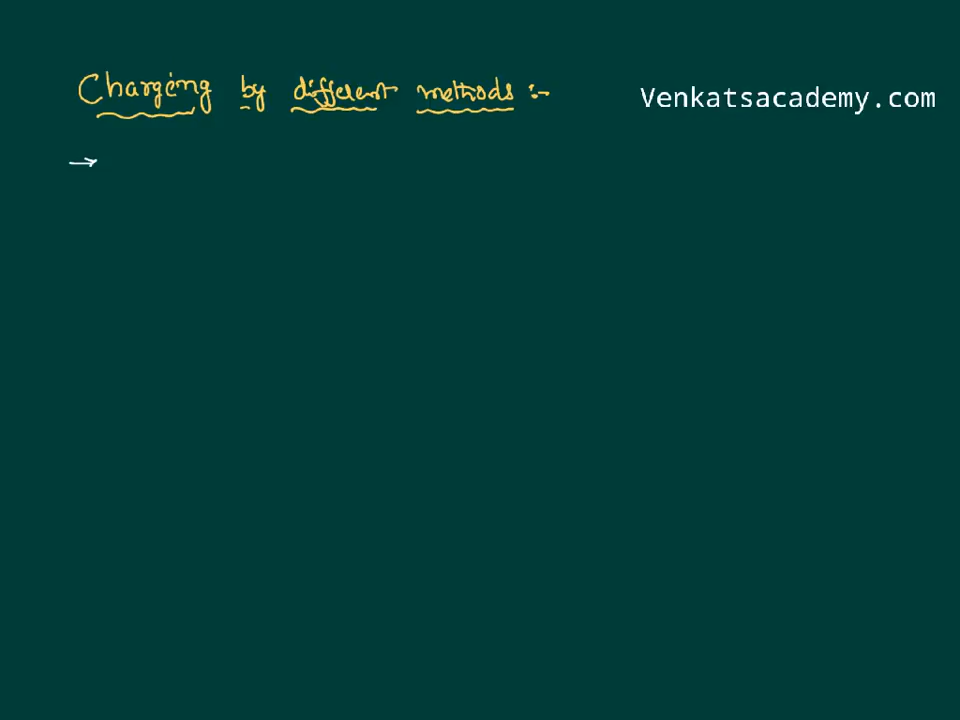 Charging by different methods :-
Venkatsacademy.com
→